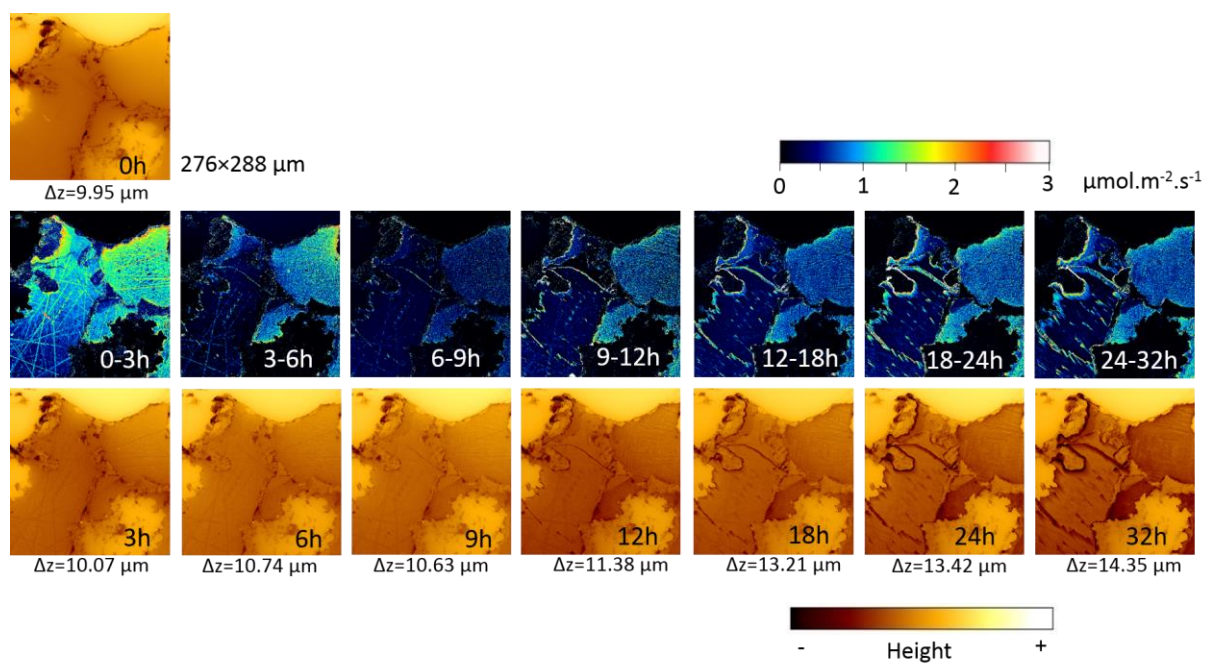 0h
276×288 µm
Δz=9.95 µm
0 1 2 3 µmol.m⁻².s⁻¹
0-3h 3-6h 6-9h 9-12h 12-18h 18-24h 24-32h
3h 6h 9h 12h 18h 24h 32h
Δz=10.07 µm Δz=10.74 µm Δz=10.63 µm Δz=11.38 µm Δz=13.21 µm Δz=13.42 µm Δz=14.35 µm
- Height +